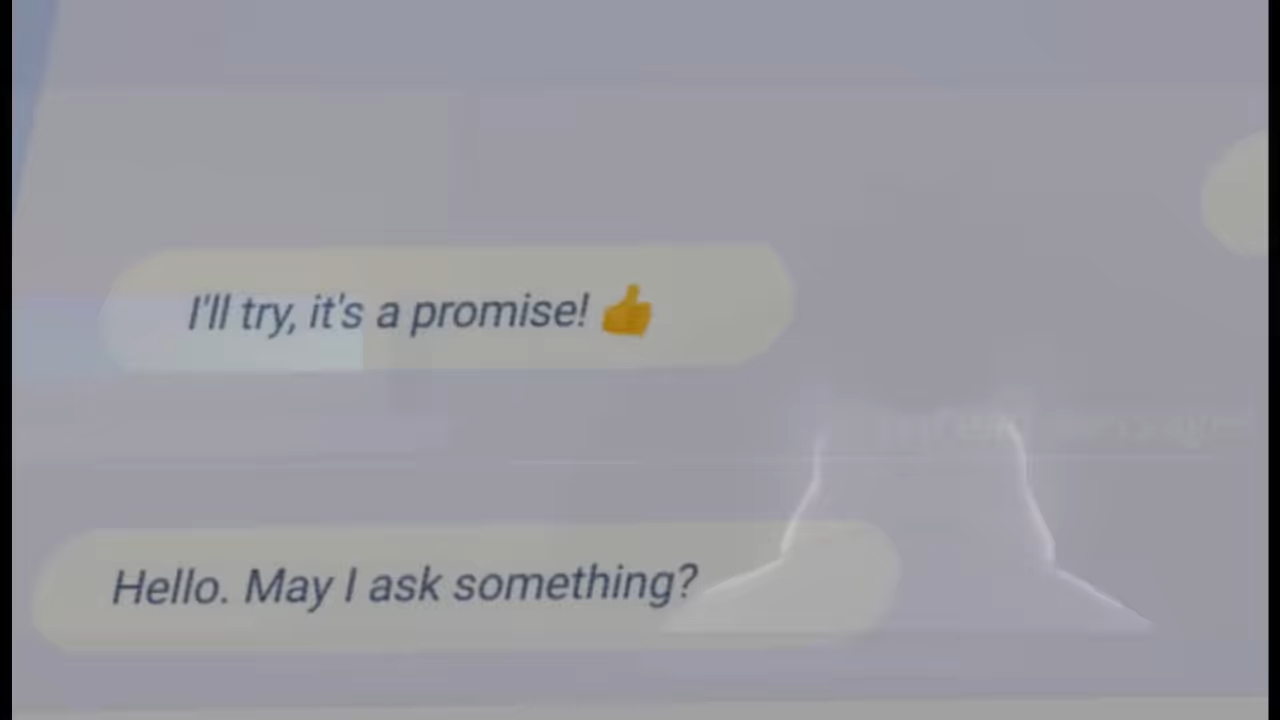 I'll try, it's a promise! 👍
Hello. May I ask something?